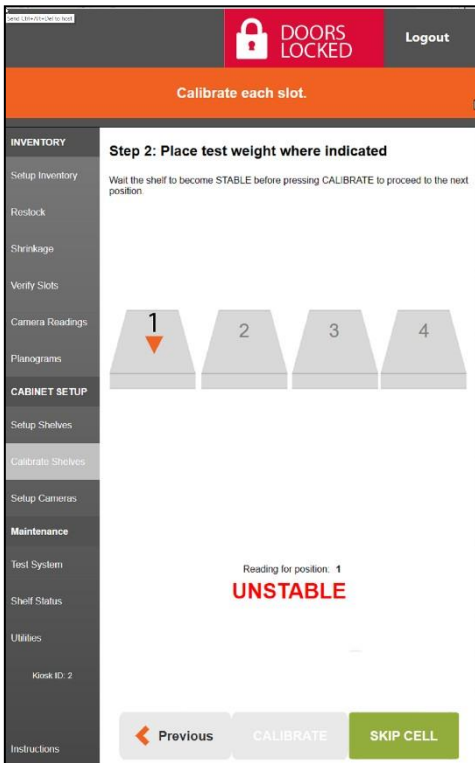 Send Ctrl+Alt+Del to host
DOORS
LOCKED
Logout
Calibrate each slot.
INVENTORY
Setup Inventory
Restock
Shrinkage
Verify Slots
Camera Readings
Planograms
CABINET SETUP
Setup Shelves
Calibrate Shelves
Setup Cameras
Maintenance
Test System
Shelf Status
Utilities
Kiosk ID: 2
Instructions
Step 2: Place test weight where indicated
Wait the shelf to become STABLE before pressing CALIBRATE to proceed to the next
position.
1
2
3
4
Reading for position: 1
UNSTABLE
Previous
CALIBRATE
SKIP CELL